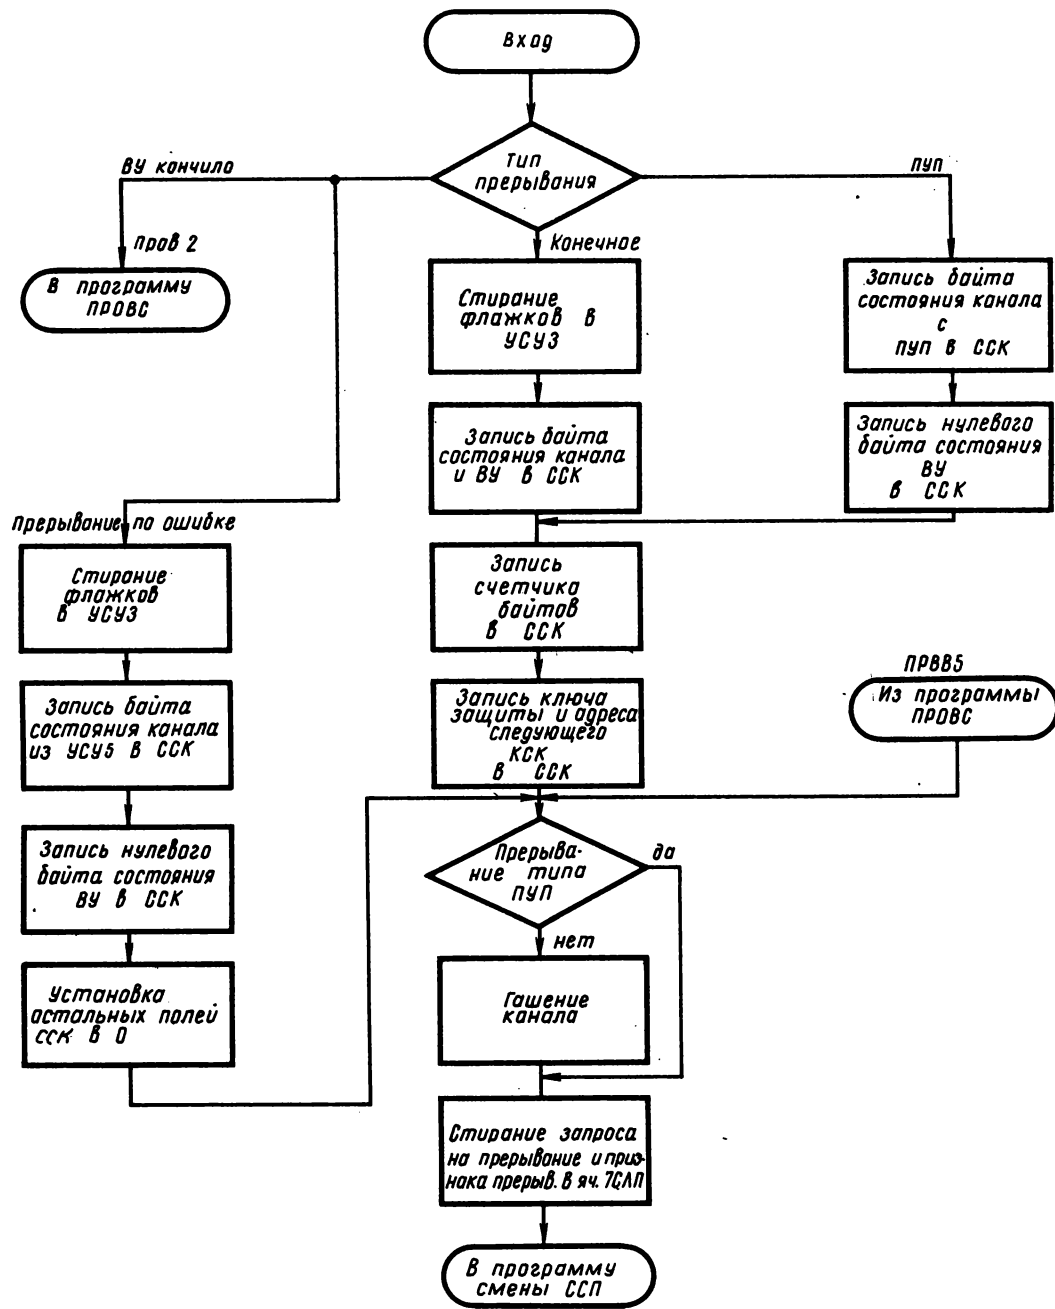 Вход
Тип
прерывания
ВУ кончило
ПУП
Пров 2
В программу
ПРОВС
Конечное
Стирание
флажков в
УСУ3
Запись байта
состояния канала
с
ПУП в ССК
Запись байта
состояния канала
и ВУ в ССК
Запись нулевого
байта состояния
ВУ
в ССК
Прерывание по ошибке
Стирание
флажков
в УСУ3
Запись
счетчика
байтов
в ССК
Запись байта
состояния канала
из УСУ5 в ССК
Запись ключа
защиты и адреса
следующего
КСК
в ССК
ПРВВ5
Из программы
ПРОВС
Запись нулевого
байта состояния
ВУ в ССК
Прерыва-
ние типа
ПУП
да
нет
Установка
остальных полей
ССК в 0
Гашение
канала
Стирание запроса
на прерывание и приз-
нака прерыв. в яч. 7СЛП
В программу
смены ССП